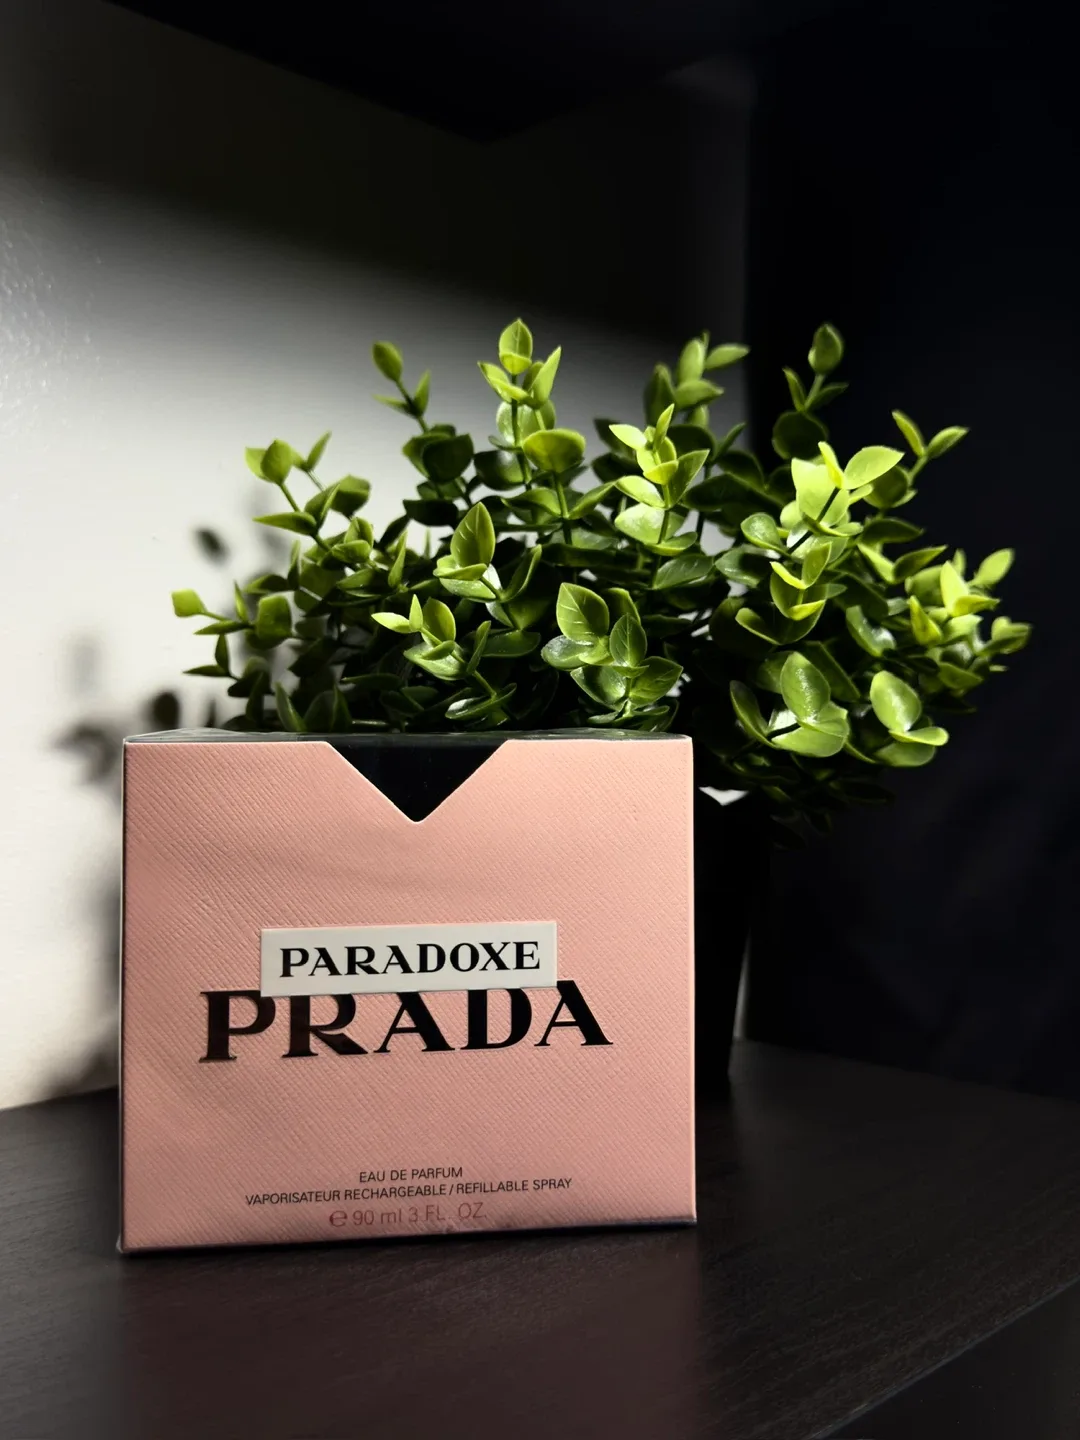 PARADOXE
PRADA
EAU DE PARFUM
VAPORISATEUR RECHARGEABLE / REFILLABLE SPRAY
℮ 90 ml 3 FL. OZ.